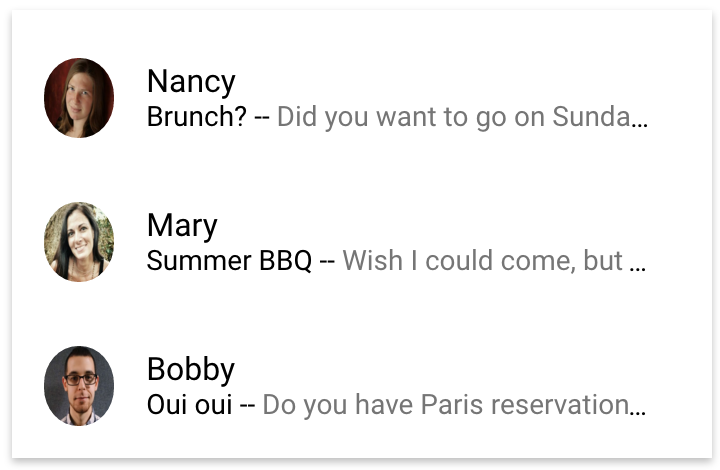 Nancy
Brunch? -- Did you want to go on Sunda...
Mary
Summer BBQ -- Wish I could come, but ...
Bobby
Oui oui -- Do you have Paris reservation...